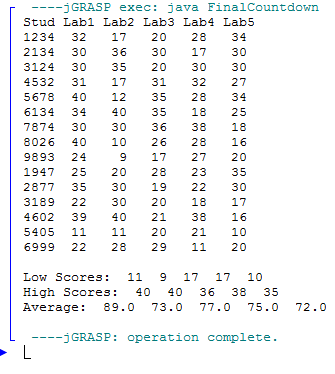 ----jGRASP exec: java FinalCountdown
Stud Lab1 Lab2 Lab3 Lab4 Lab5
1234 32 17 20 28 34
2134 30 36 30 17 30
3124 30 35 20 30 30
4532 31 17 31 32 27
5678 40 12 35 28 34
6134 34 40 35 18 25
7874 30 30 36 38 18
8026 40 10 26 28 16
9893 24 9 17 27 20
1947 25 20 28 23 35
2877 35 30 19 22 30
3189 22 30 20 18 17
4602 39 40 21 38 16
5405 11 11 20 21 10
6999 22 28 29 11 20
Low Scores: 11 9 17 17 10
High Scores: 40 40 36 38 35
Average: 89.0 73.0 77.0 75.0 72.0
----jGRASP: operation complete.